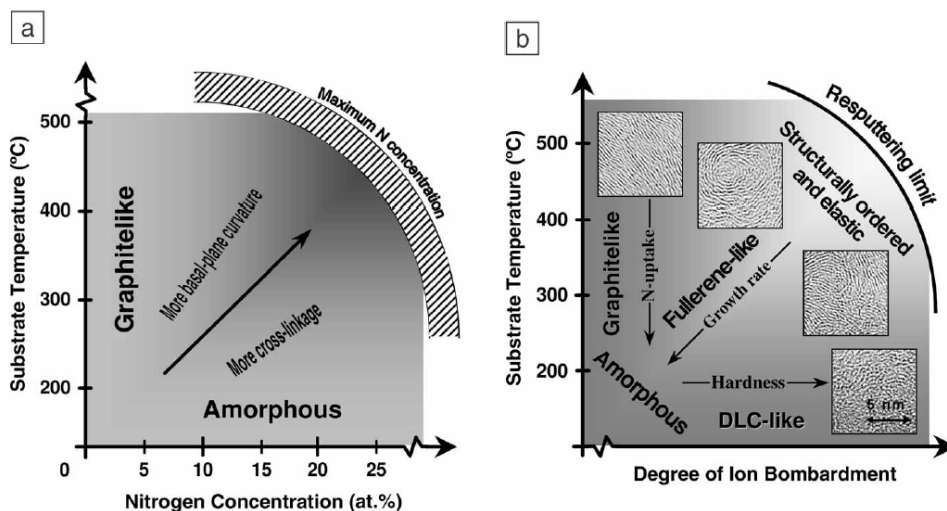 a
Substrate Temperature (°C)
500
400
300
200
0
5
10
15
20
25
Nitrogen Concentration (at.%)
Graphitelike
More basal-plane curvature
More cross-linkage
Amorphous
Maximum N concentration
b
Substrate Temperature (°C)
500
400
300
200
Degree of Ion Bombardment
Resputtering limit
Structurally ordered
and elastic
Graphitelike
N-uptake
Fullerene-like
Growth rate
Amorphous
Hardness
DLC-like
5 nm